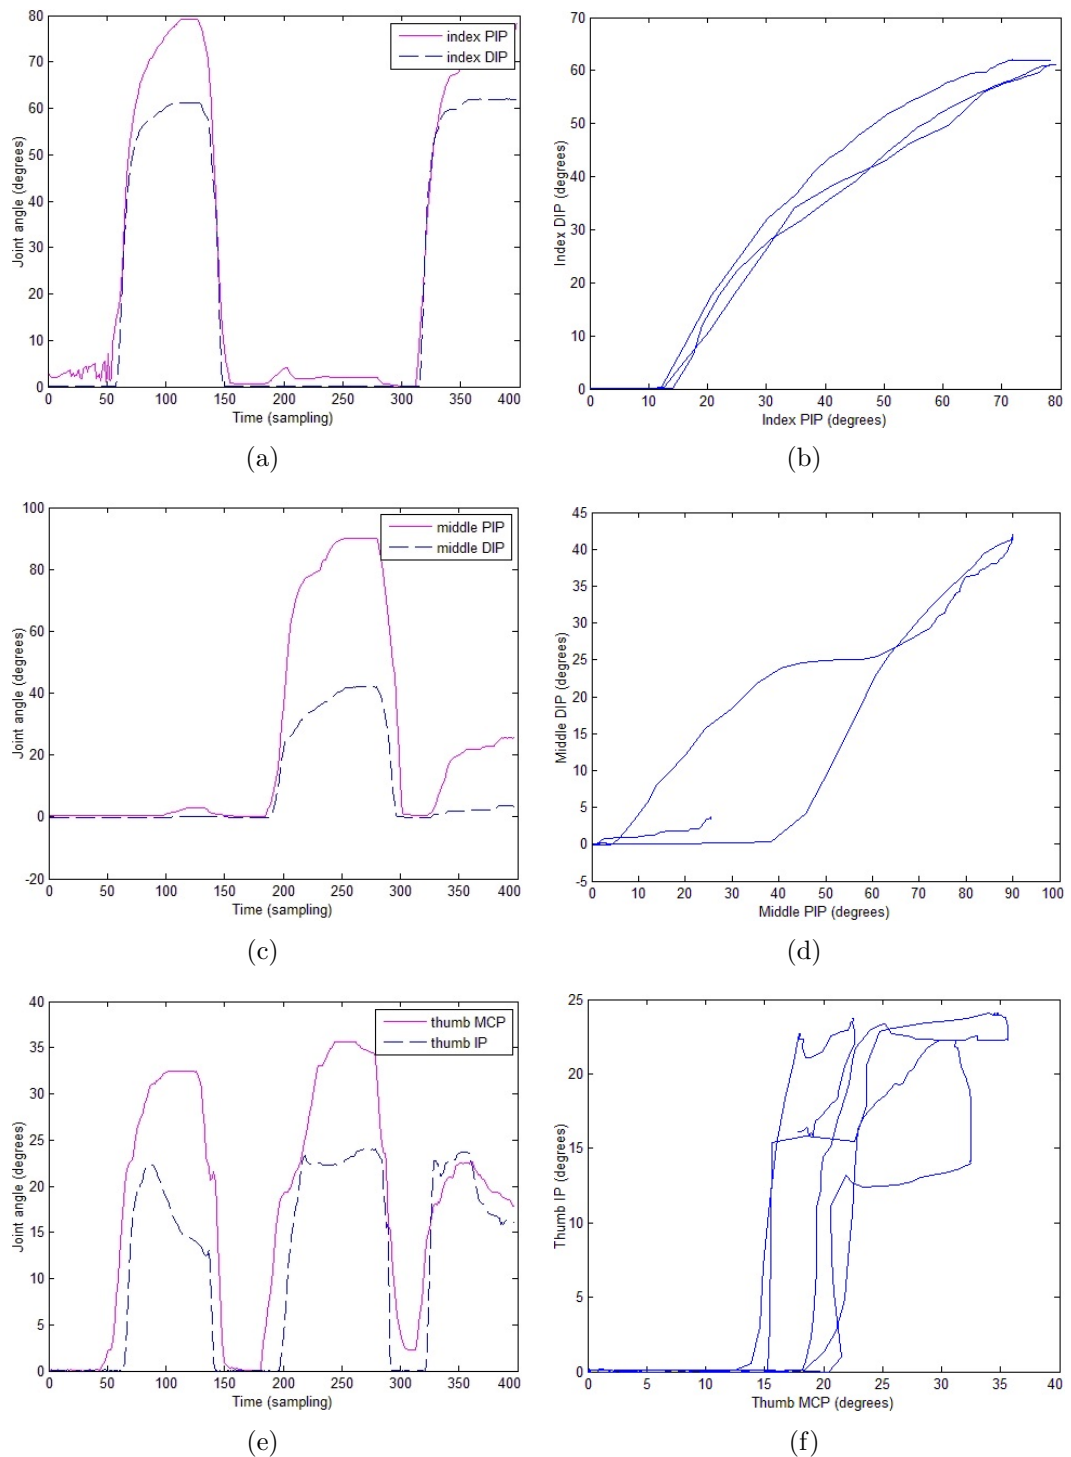 80
70
60
50
40
30
20
10
0
Joint angle (degrees)
index PIP
index DIP
0 50 100 150 200 250 300 350 400
Time (sampling)
(a)
70
60
50
40
30
20
10
0
Index DIP (degrees)
0 10 20 30 40 50 60 70 80
Index PIP (degrees)
(b)
100
80
60
40
20
0
-20
Joint angle (degrees)
middle PIP
middle DIP
0 50 100 150 200 250 300 350 400
Time (sampling)
(c)
45
40
35
30
25
20
15
10
5
0
-5
Middle DIP (degrees)
0 10 20 30 40 50 60 70 80 90 100
Middle PIP (degrees)
(d)
40
35
30
25
20
15
10
5
0
Joint angle (degrees)
thumb MCP
thumb IP
0 50 100 150 200 250 300 350 400
Time (sampling)
(e)
25
20
15
10
5
0
Thumb IP (degrees)
0 5 10 15 20 25 30 35 40
Thumb MCP (degrees)
(f)